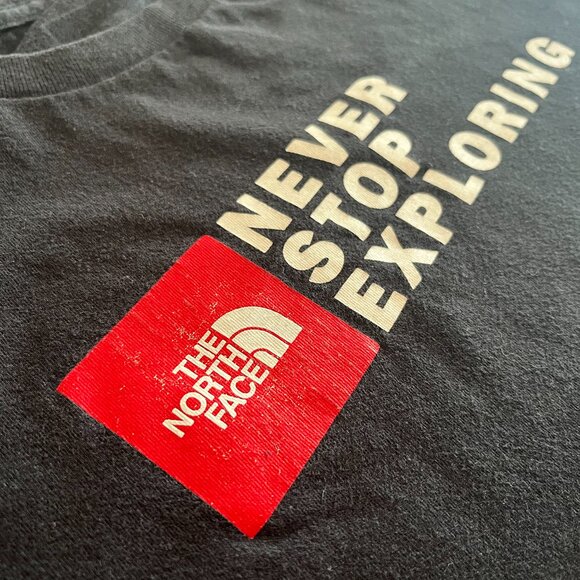 THE
NORTH
FACE
NEVER
STOP
EXPLORING